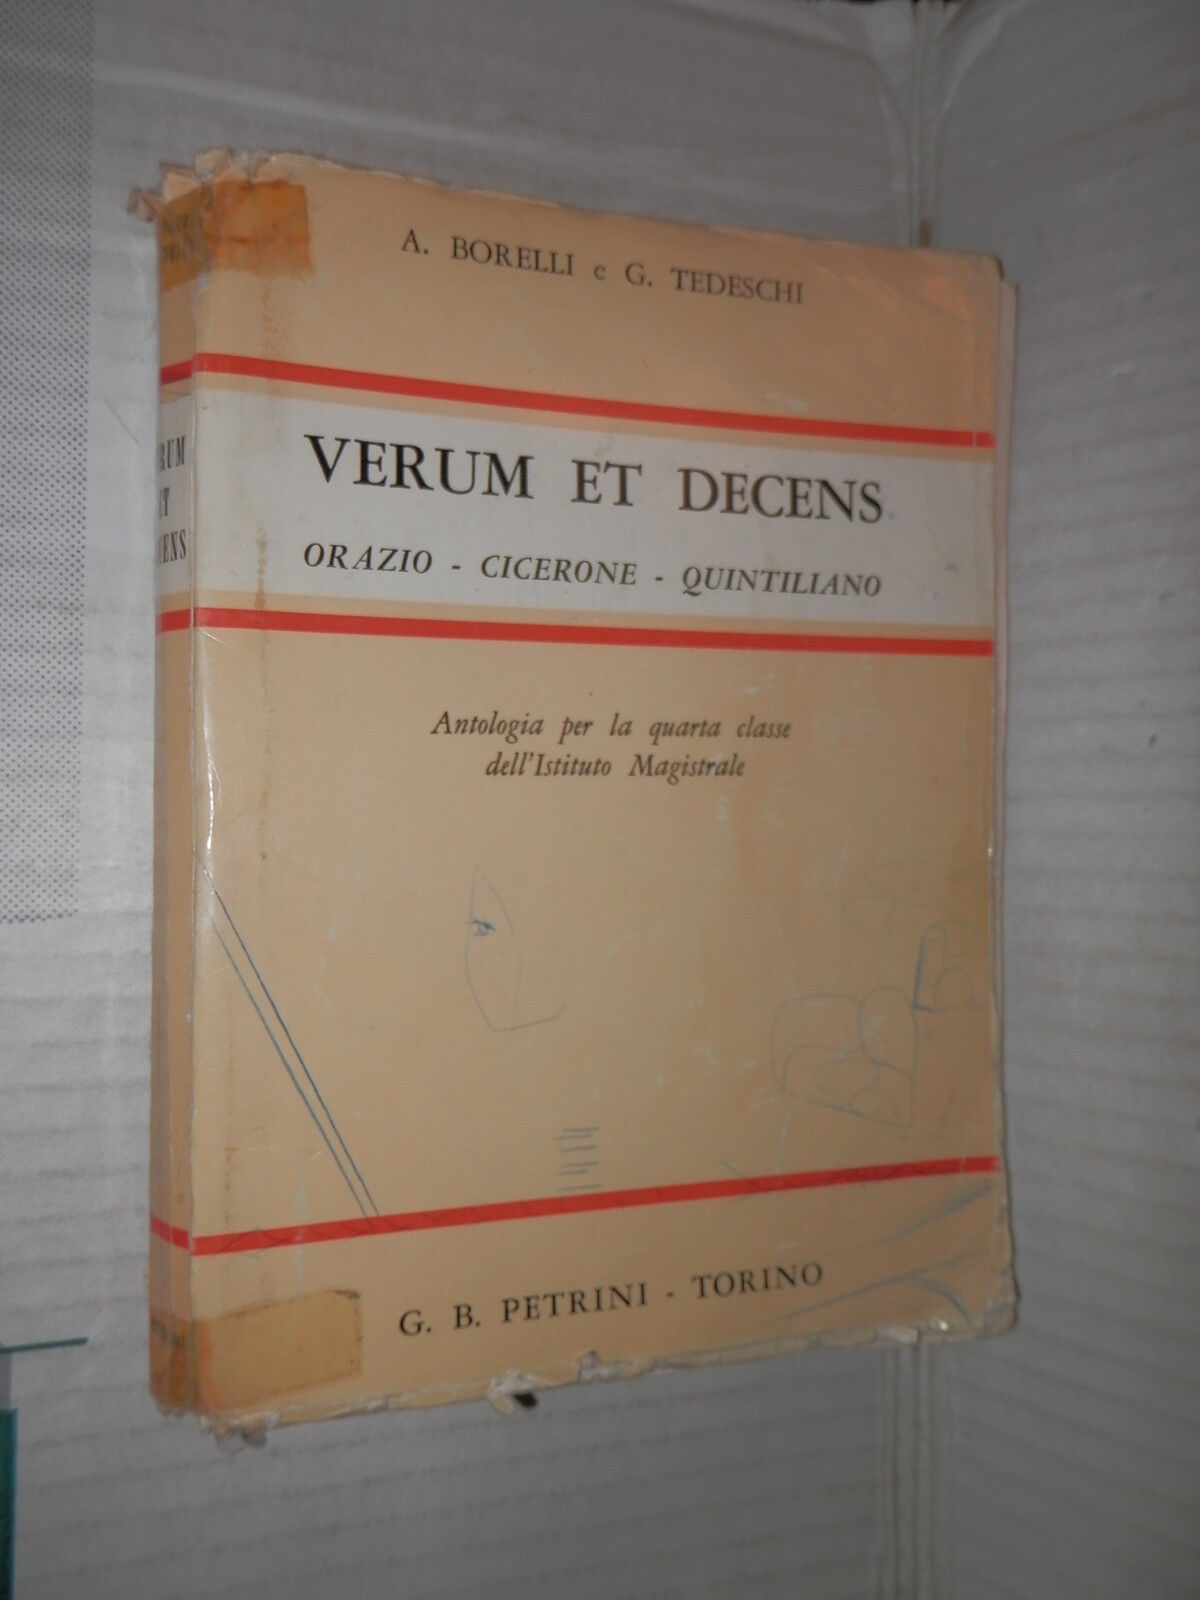 A. BORELLI e G. TEDESCHI
VERUM ET DECENS
ORAZIO - CICERONE - QUINTILIANO
Antologia per la quarta classe
dell'Istituto Magistrale
G. B. PETRINI - TORINO